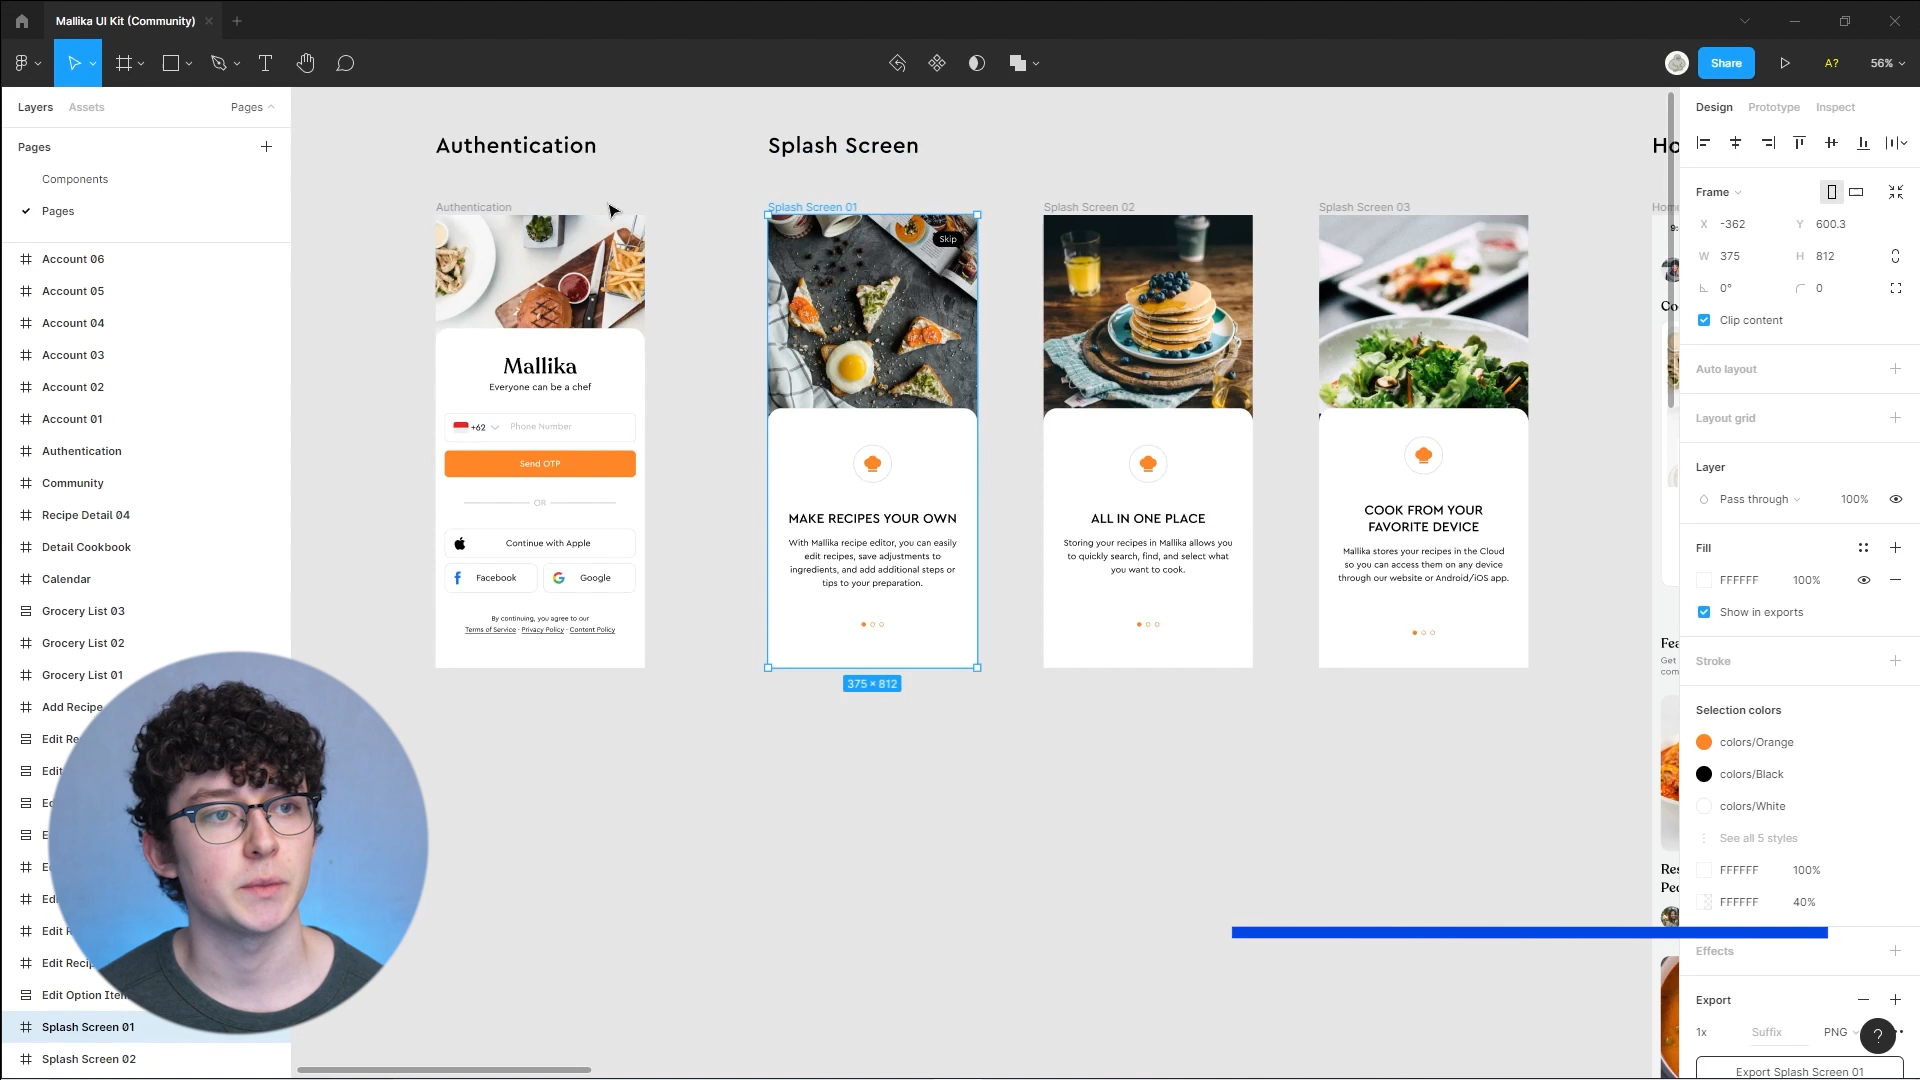 Mallika UI Kit (Community)
Share
A?
56%
Layers
Assets
Pages
Pages
Components
Pages
Account 06
Account 05
Account 04
Account 03
Account 02
Account 01
Authentication
Community
Recipe Detail 04
Detail Cookbook
Calendar
Grocery List 03
Grocery List 02
Grocery List 01
Add Recipe
Edit Re
Edit
Ed
E
E
Edi
Edit R
Edit Recip
Edit Option Item
Splash Screen 01
Splash Screen 02
Authentication
Authentication
Mallika
Everyone can be a chef
+62
Phone Number
Send OTP
OR
Continue with Apple
Facebook
Google
By continuing, you agree to our
Terms of Service · Privacy Policy · Content Policy
Splash Screen
Splash Screen 01
Skip
MAKE RECIPES YOUR OWN
With Mallika recipe editor, you can easily
edit recipes, save adjustments to
ingredients, and add additional steps or
tips to your preparation.
375 × 812
Splash Screen 02
ALL IN ONE PLACE
Storing your recipes in Mallika allows you
to quickly search, find, and select what
you want to cook.
Splash Screen 03
COOK FROM YOUR
FAVORITE DEVICE
Mallika stores your recipes in the Cloud
so you can access them on any device
through our website or Android/iOS app.
Ho
Home
9:
Co
Fea
Get
com
Res
Peo
Design
Prototype
Inspect
Frame
X -362
Y 600.3
W 375
H 812
0°
0
Clip content
Auto layout
Layout grid
Layer
Pass through
100%
Fill
FFFFFF 100%
Show in exports
Stroke
Selection colors
colors/Orange
colors/Black
colors/White
See all 5 styles
FFFFFF 100%
FFFFFF 40%
Effects
Export
1x
Suffix
PNG
?
Export Splash Screen 01